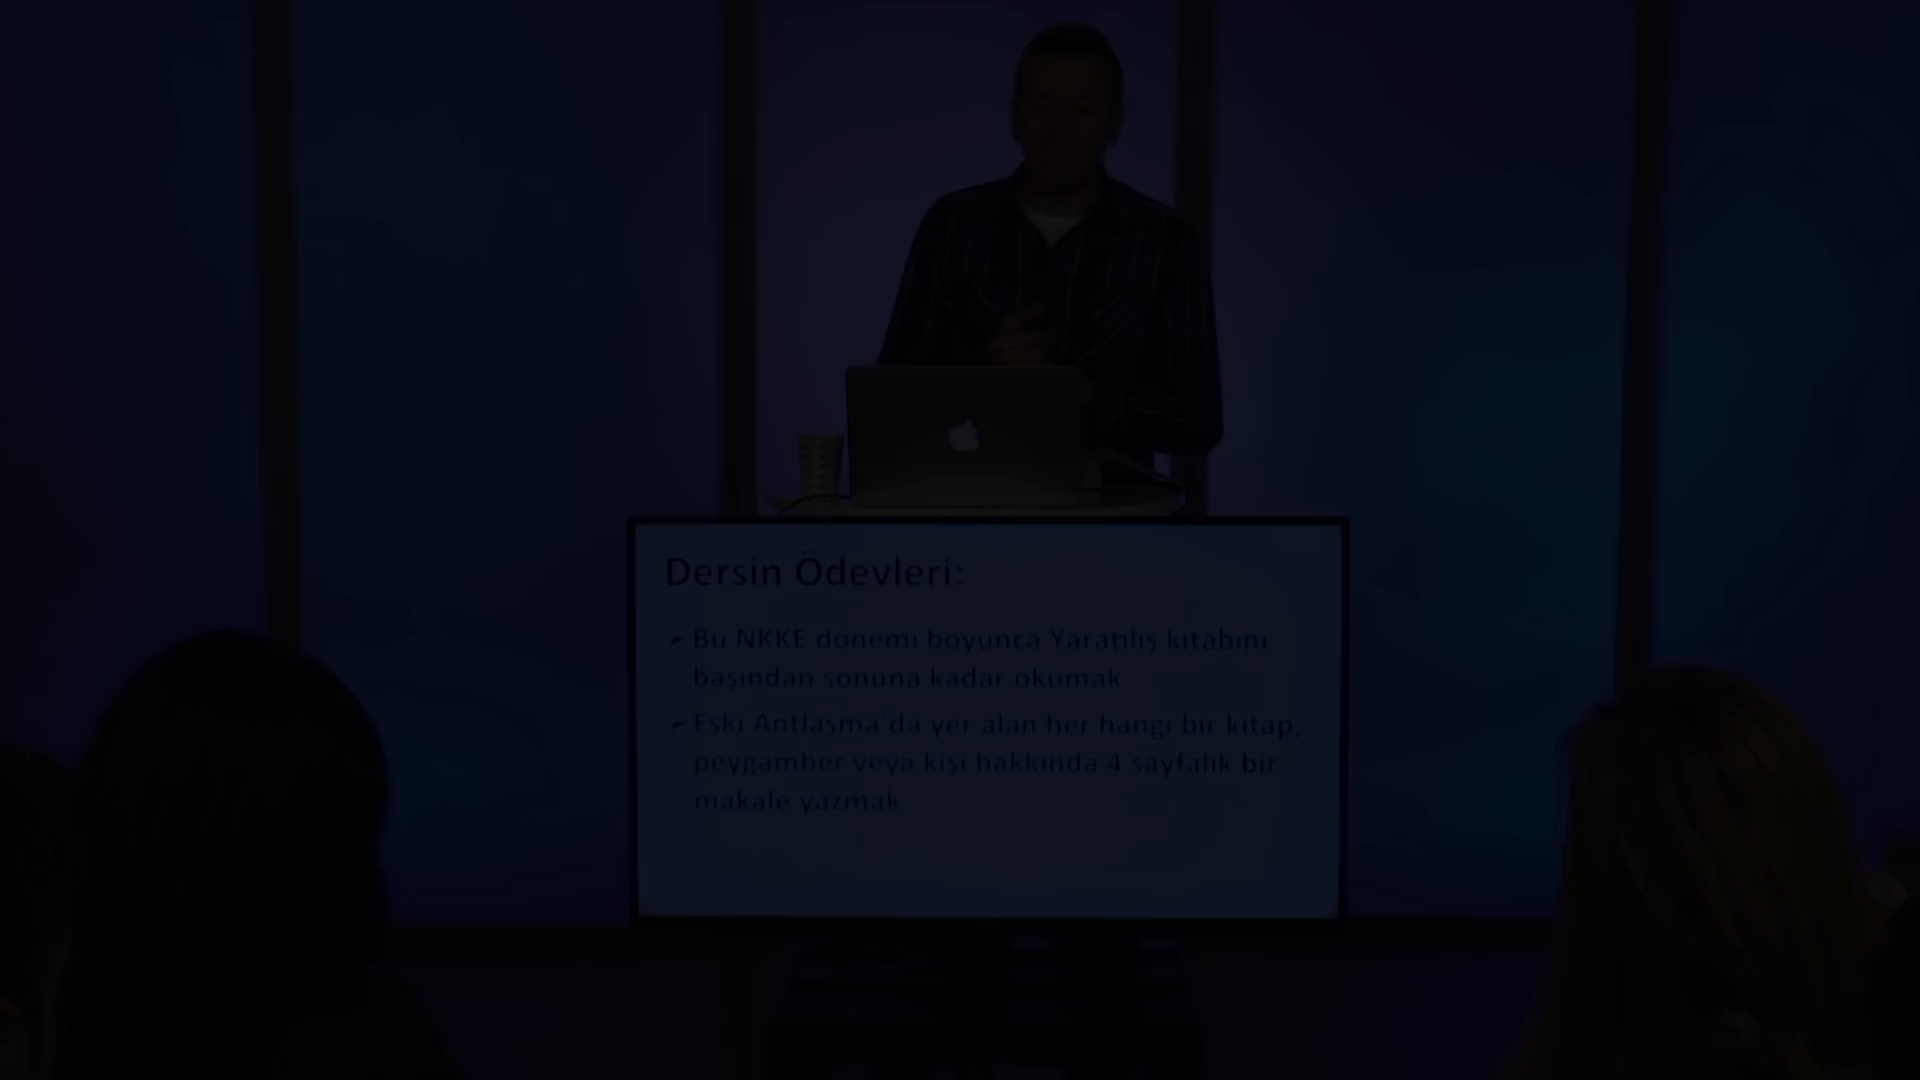 Dersin Ödevleri:
Bu NKKE dönemi boyunca Yaratılış kitabını
başından sonuna kadar okumak
Eski Antlaşma'da yer alan her hangi bir kitap,
peygamber veya kişi hakkında 4 sayfalık bir
makale yazmak